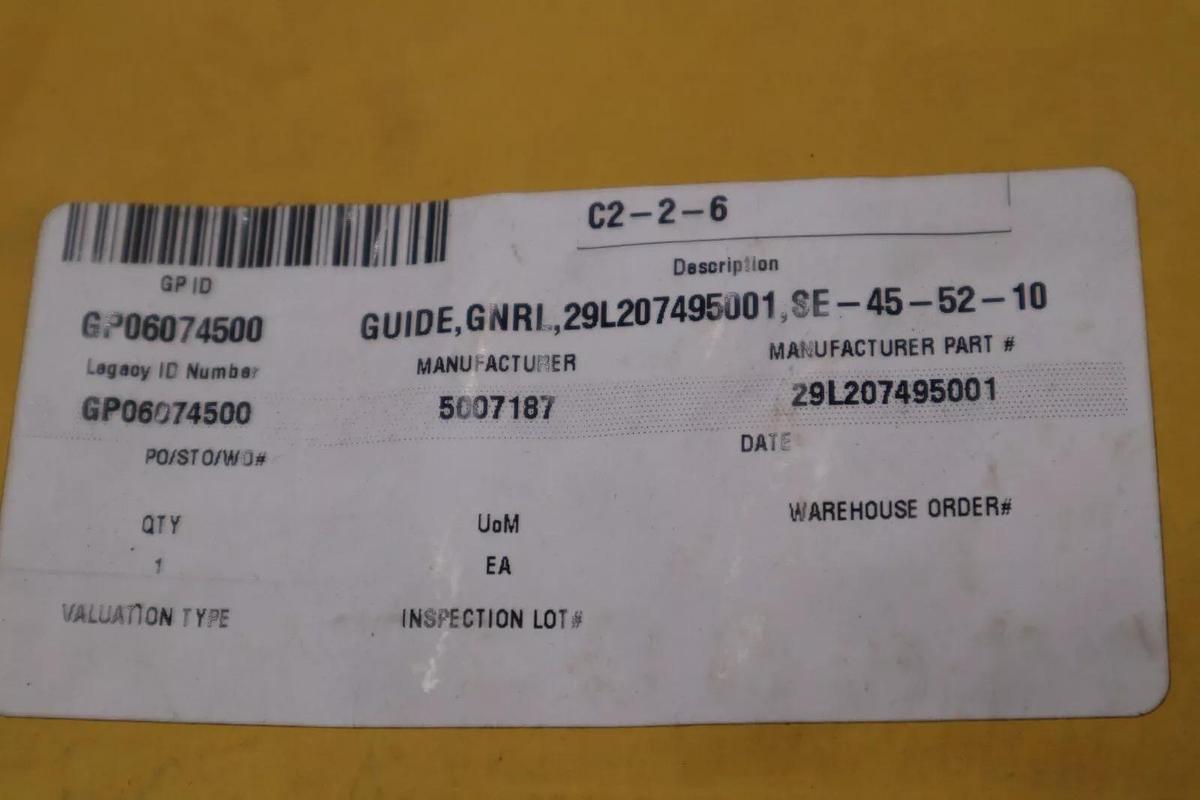 C2-2-6
GP ID
Description
GP06074500
GUIDE,GNRL,29L207495001,SE-45-52-10
Legacy ID Number
MANUFACTURER
MANUFACTURER PART #
GP06074500
5007187
29L207495001
PO/STO/WO#
DATE
QTY
UoM
WAREHOUSE ORDER#
1
EA
VALUATION TYPE
INSPECTION LOT#